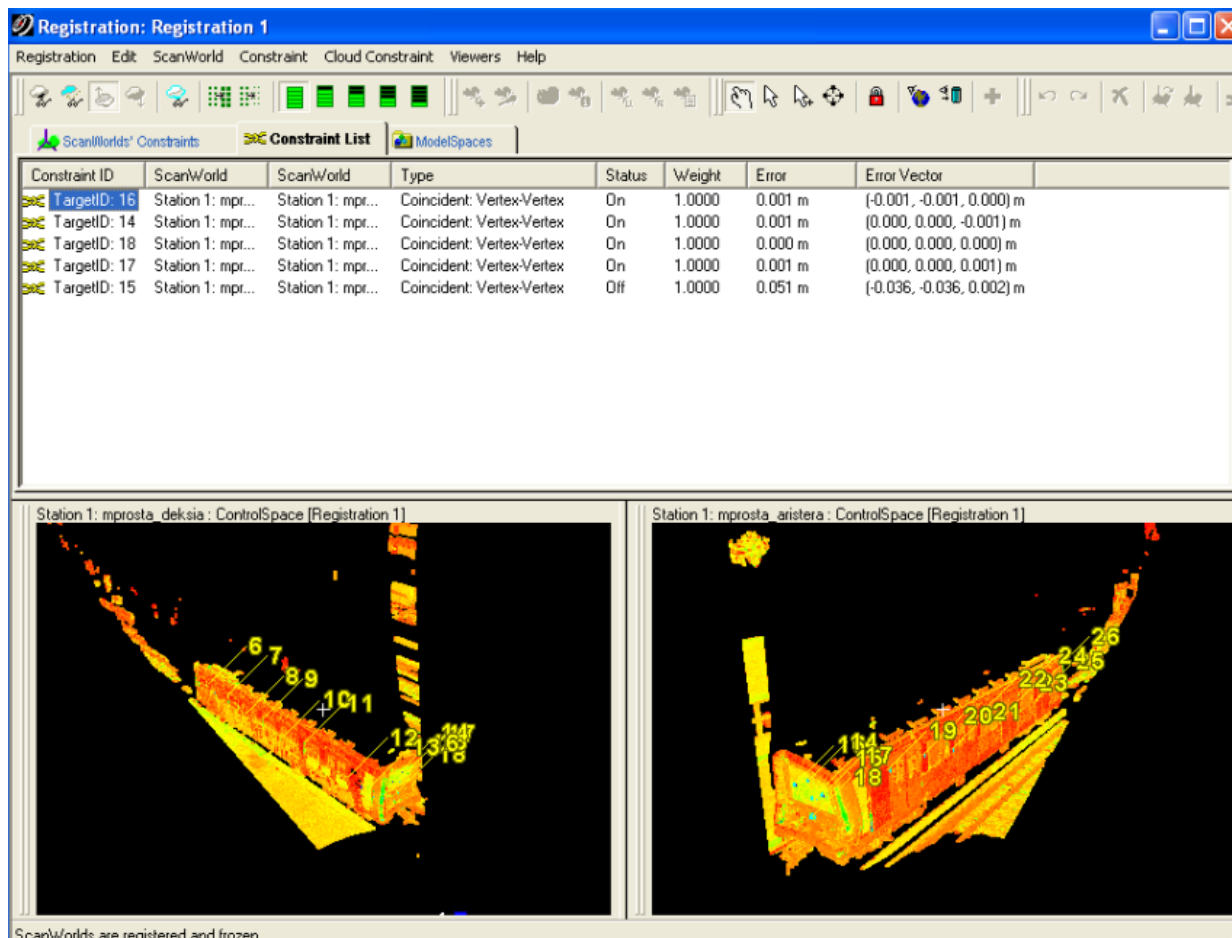 Registration: Registration 1
Registration Edit ScanWorld Constraint Cloud Constraint Viewers Help
ScanWorlds' Constraints Constraint List ModelSpaces
Constraint ID ScanWorld ScanWorld Type Status Weight Error Error Vector
TargetID: 16 Station 1: mpr... Station 1: mpr... Coincident: Vertex-Vertex On 1.0000 0.001 m (-0.001, -0.001, 0.000) m
TargetID: 14 Station 1: mpr... Station 1: mpr... Coincident: Vertex-Vertex On 1.0000 0.001 m (0.000, 0.000, -0.001) m
TargetID: 18 Station 1: mpr... Station 1: mpr... Coincident: Vertex-Vertex On 1.0000 0.000 m (0.000, 0.000, 0.000) m
TargetID: 17 Station 1: mpr... Station 1: mpr... Coincident: Vertex-Vertex On 1.0000 0.001 m (0.000, 0.000, 0.001) m
TargetID: 15 Station 1: mpr... Station 1: mpr... Coincident: Vertex-Vertex Off 1.0000 0.051 m (-0.036, -0.036, 0.002) m
Station 1: mprosta_deksia : ControlSpace [Registration 1]
6
7
8 9
10 11
12 13
18
Station 1: mprosta_aristera : ControlSpace [Registration 1]
26
24 25
22 23
20 21
19
14
17
18
ScanWorlds are registered and frozen